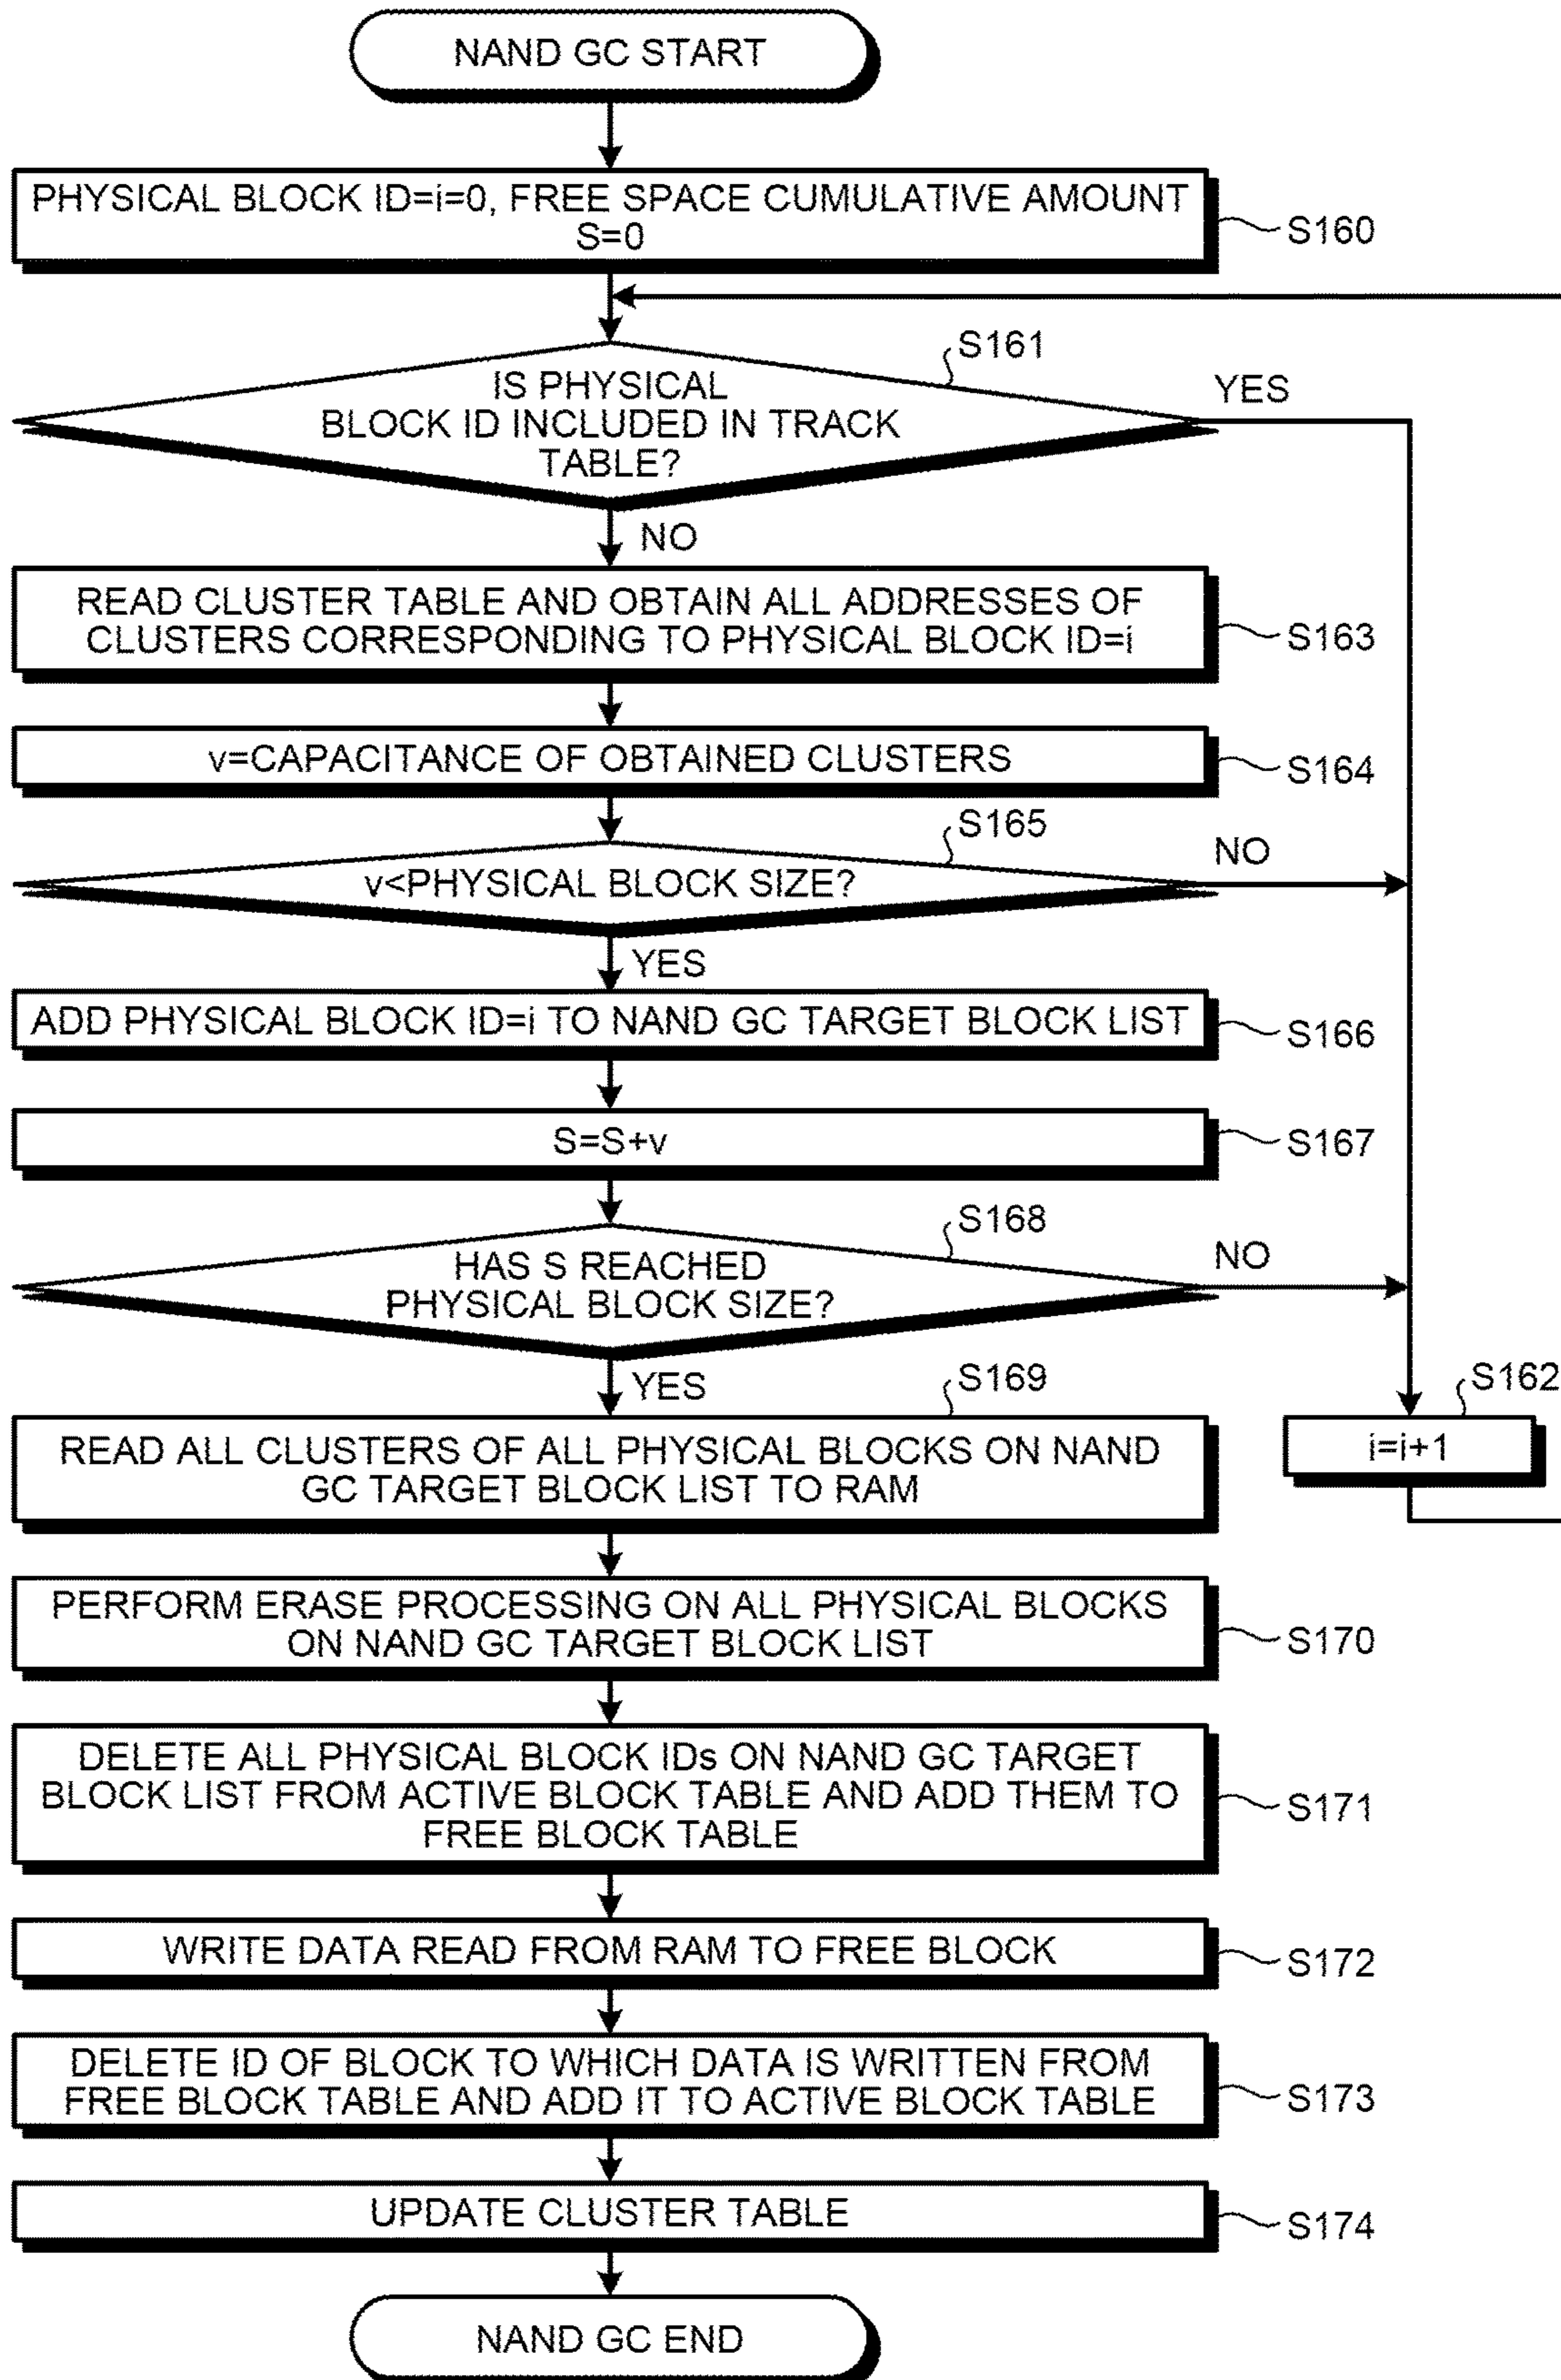 NAND GC START
PHYSICAL BLOCK ID=i=0, FREE SPACE CUMULATIVE AMOUNT
S=0
S160
S161
IS PHYSICAL
BLOCK ID INCLUDED IN TRACK
TABLE?
YES
NO
READ CLUSTER TABLE AND OBTAIN ALL ADDRESSES OF
CLUSTERS CORRESPONDING TO PHYSICAL BLOCK ID=i
S163
v=CAPACITANCE OF OBTAINED CLUSTERS
S164
S165
v<PHYSICAL BLOCK SIZE?
NO
YES
ADD PHYSICAL BLOCK ID=i TO NAND GC TARGET BLOCK LIST
S166
S=S+v
S167
S168
HAS S REACHED
PHYSICAL BLOCK SIZE?
NO
YES
S169
READ ALL CLUSTERS OF ALL PHYSICAL BLOCKS ON NAND
GC TARGET BLOCK LIST TO RAM
S162
i=i+1
PERFORM ERASE PROCESSING ON ALL PHYSICAL BLOCKS
ON NAND GC TARGET BLOCK LIST
S170
DELETE ALL PHYSICAL BLOCK IDs ON NAND GC TARGET
BLOCK LIST FROM ACTIVE BLOCK TABLE AND ADD THEM TO
FREE BLOCK TABLE
S171
WRITE DATA READ FROM RAM TO FREE BLOCK
S172
DELETE ID OF BLOCK TO WHICH DATA IS WRITTEN FROM
FREE BLOCK TABLE AND ADD IT TO ACTIVE BLOCK TABLE
S173
UPDATE CLUSTER TABLE
S174
NAND GC END